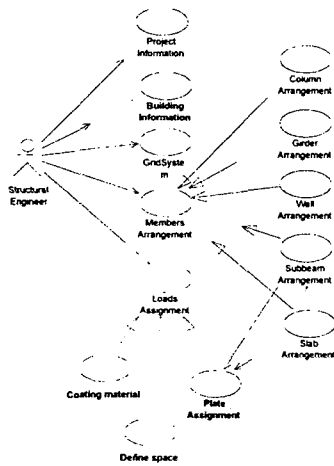 Project
Information
Building
Information
GridSyste
m
Structural
Engineer
Members
Arrangement
Loads
Assignment
Coating material
Define space
Plate
Assignment
Column
Arrangement
Girder
Arrangement
Wall
Arrangement
Subbeam
Arrangement
Slab
Arrangement